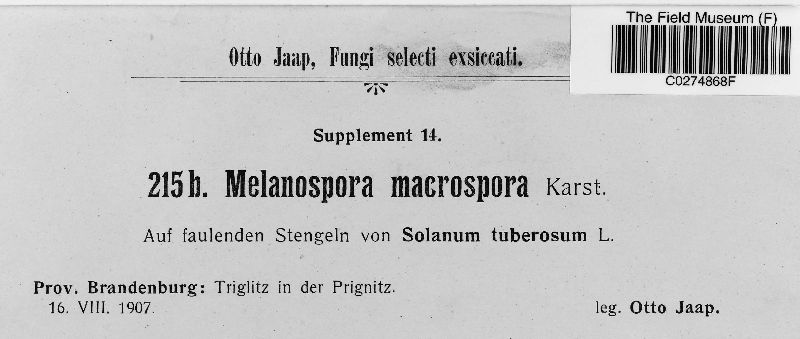 The Field Museum (F)
C0274868F
Otto Jaap, Fungi selecti exsiccati.
Supplement 14.
215 b. Melanospora macrospora Karst.
Auf faulenden Stengeln von Solanum tuberosum L.
Prov. Brandenburg: Triglitz in der Prignitz.
16. VIII. 1907.
leg. Otto Jaap.